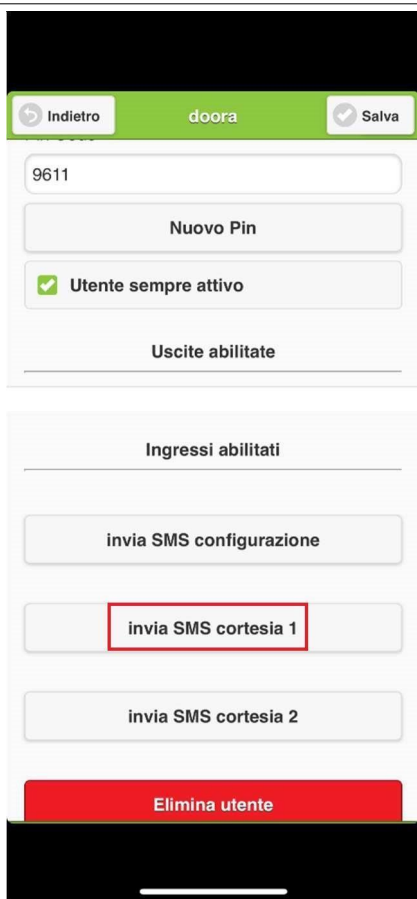 Indietro
doora
Salva
9611
Nuovo Pin
Utente sempre attivo
Uscite abilitate
Ingressi abilitati
invia SMS configurazione
invia SMS cortesia 1
invia SMS cortesia 2
Elimina utente